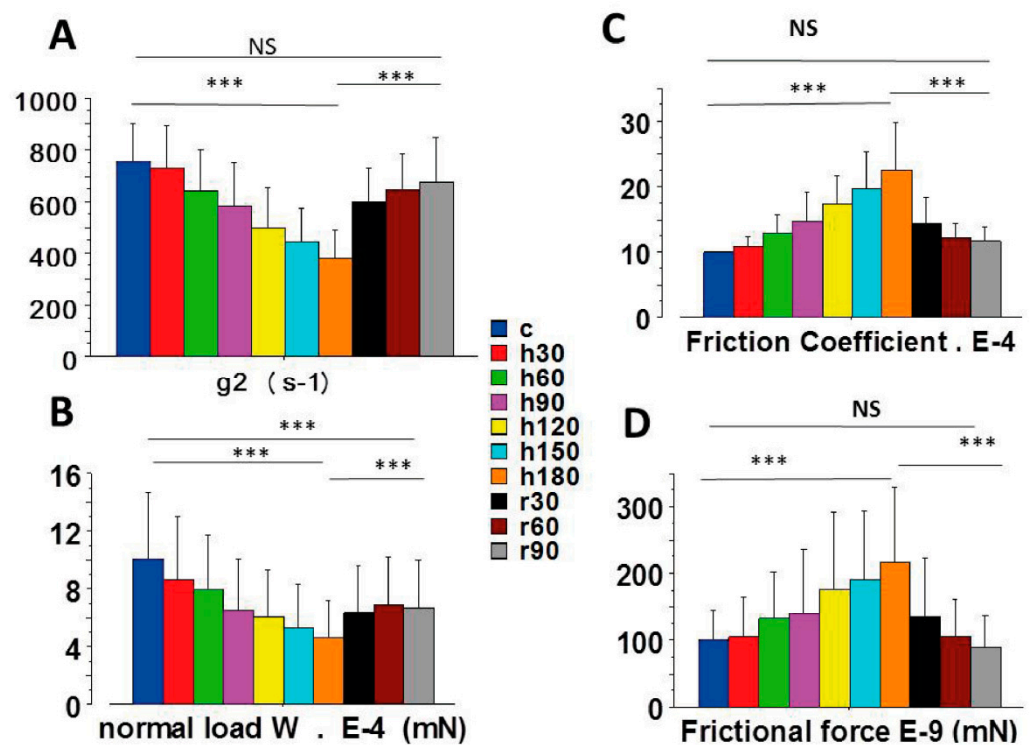 A
NS
***
***
1000
800
600
400
200
0
g2 ( s-1)
B
***
***
***
16
12
8
4
0
normal load W . E-4 (mN)
c
h30
h60
h90
h120
h150
h180
r30
r60
r90
C
NS
***
***
30
20
10
0
Friction Coefficient . E-4
D
NS
***
***
300
200
100
0
Frictional force E-9 (mN)